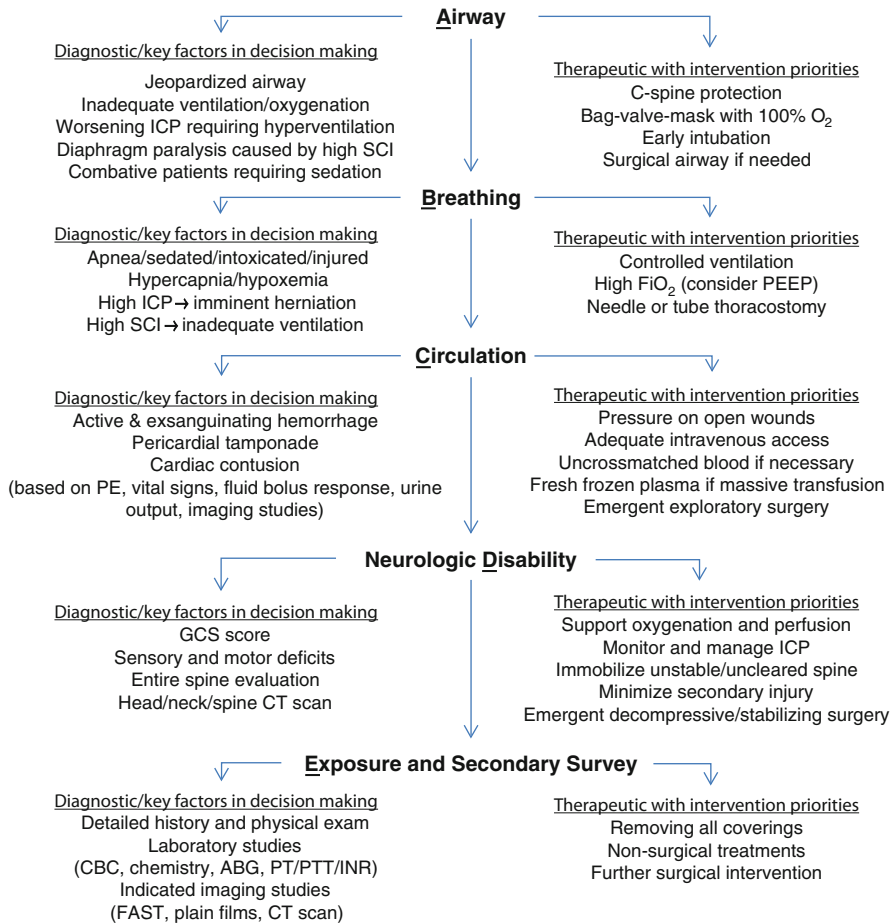 Airway
Diagnostic/key factors in decision making
Jeopardized airway
Inadequate ventilation/oxygenation
Worsening ICP requiring hyperventilation
Diaphragm paralysis caused by high SCI
Combative patients requiring sedation
Therapeutic with intervention priorities
C-spine protection
Bag-valve-mask with 100% O₂
Early intubation
Surgical airway if needed
Breathing
Diagnostic/key factors in decision making
Apnea/sedated/intoxicated/injured
Hypercapnia/hypoxemia
High ICP→imminent herniation
High SCI→inadequate ventilation
Therapeutic with intervention priorities
Controlled ventilation
High FiO₂ (consider PEEP)
Needle or tube thoracostomy
Circulation
Diagnostic/key factors in decision making
Active & exsanguinating hemorrhage
Pericardial tamponade
Cardiac contusion
(based on PE, vital signs, fluid bolus response, urine
output, imaging studies)
Therapeutic with intervention priorities
Pressure on open wounds
Adequate intravenous access
Uncrossmatched blood if necessary
Fresh frozen plasma if massive transfusion
Emergent exploratory surgery
Neurologic Disability
Diagnostic/key factors in decision making
GCS score
Sensory and motor deficits
Entire spine evaluation
Head/neck/spine CT scan
Therapeutic with intervention priorities
Support oxygenation and perfusion
Monitor and manage ICP
Immobilize unstable/uncleared spine
Minimize secondary injury
Emergent decompressive/stabilizing surgery
Exposure and Secondary Survey
Diagnostic/key factors in decision making
Detailed history and physical exam
Laboratory studies
(CBC, chemistry, ABG, PT/PTT/INR)
Indicated imaging studies
(FAST, plain films, CT scan)
Therapeutic with intervention priorities
Removing all coverings
Non-surgical treatments
Further surgical intervention